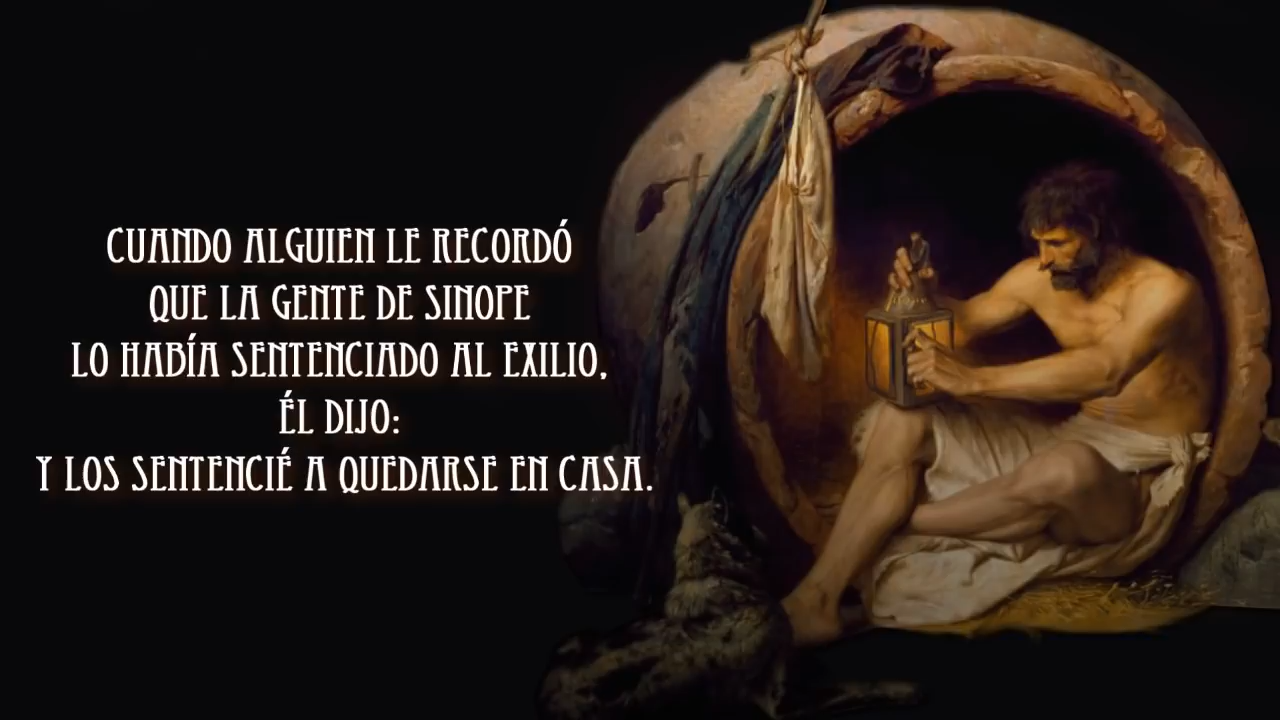 CUANDO ALGUIEN LE RECORDÓ
QUE LA GENTE DE SINOPE
LO HABÍA SENTENCIADO AL EXILIO,
ÉL DIJO:
Y LOS SENTENCIÉ A QUEDARSE EN CASA.